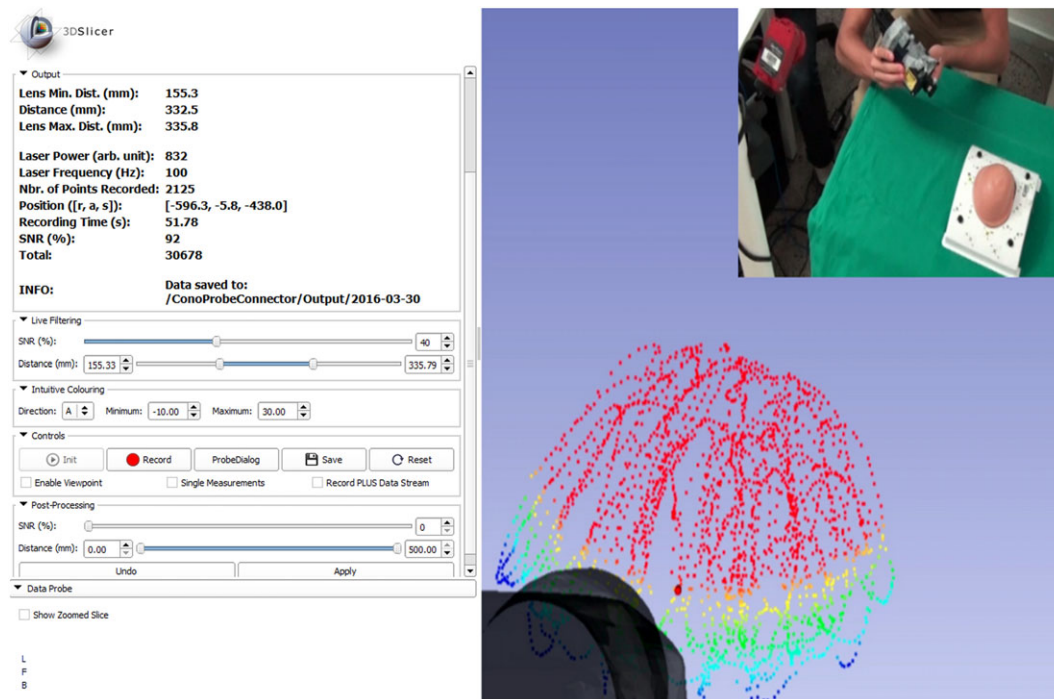 3DSlicer
Output
Lens Min. Dist. (mm): 155.3
Distance (mm): 332.5
Lens Max. Dist. (mm): 335.8
Laser Power (arb. unit): 832
Laser Frequency (Hz): 100
Nbr. of Points Recorded: 2125
Position ([r, a, s]): [-596.3, -5.8, -438.0]
Recording Time (s): 51.78
SNR (%): 92
Total: 30678
INFO: Data saved to:
/ConoProbeConnector/Output/2016-03-30
Live Filtering
SNR (%): 40
Distance (mm): 155.33 335.79
Intuitive Colouring
Direction: A Minimum: -10.00 Maximum: 30.00
Controls
Init Record ProbeDialog Save Reset
Enable Viewpoint Single Measurements Record PLUS Data Stream
Post-Processing
SNR (%): 0
Distance (mm): 0.00 500.00
Undo Apply
Data Probe
Show Zoomed Slice
L
F
B